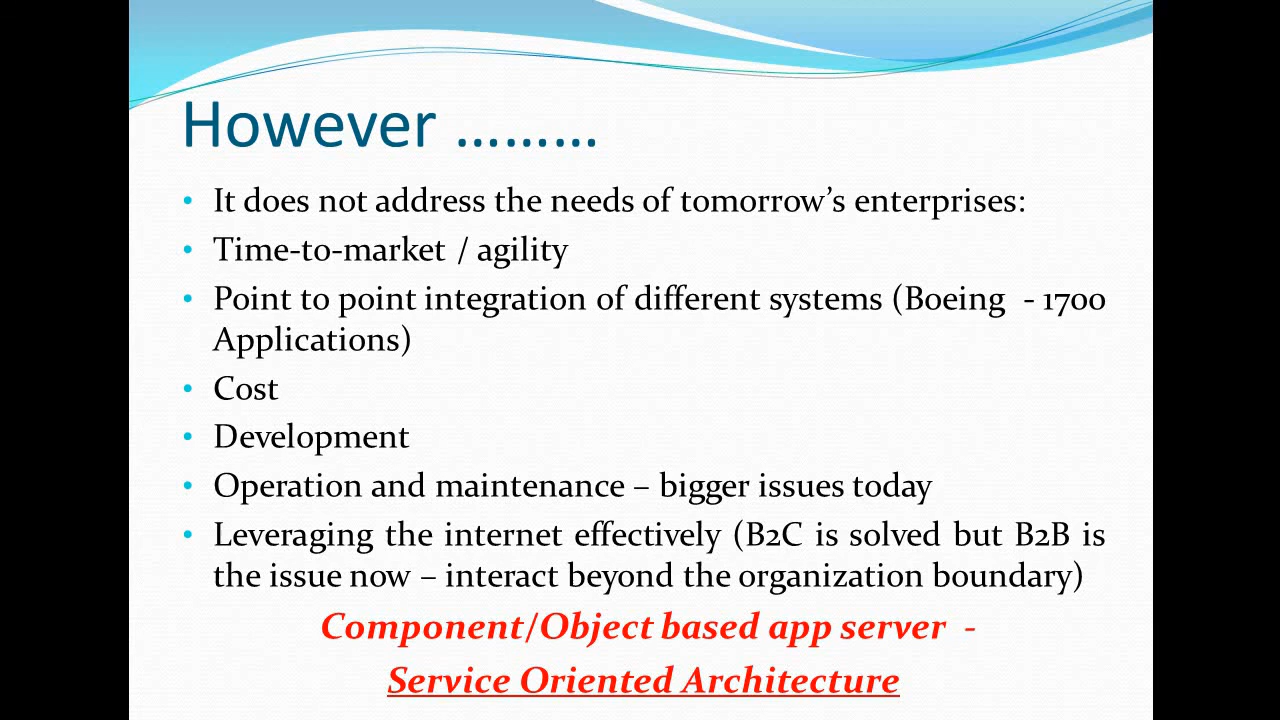 However ………
• It does not address the needs of tomorrow’s enterprises:
• Time-to-market / agility
• Point to point integration of different systems (Boeing - 1700
Applications)
• Cost
• Development
• Operation and maintenance – bigger issues today
• Leveraging the internet effectively (B2C is solved but B2B is
the issue now – interact beyond the organization boundary)
Component/Object based app server -
Service Oriented Architecture